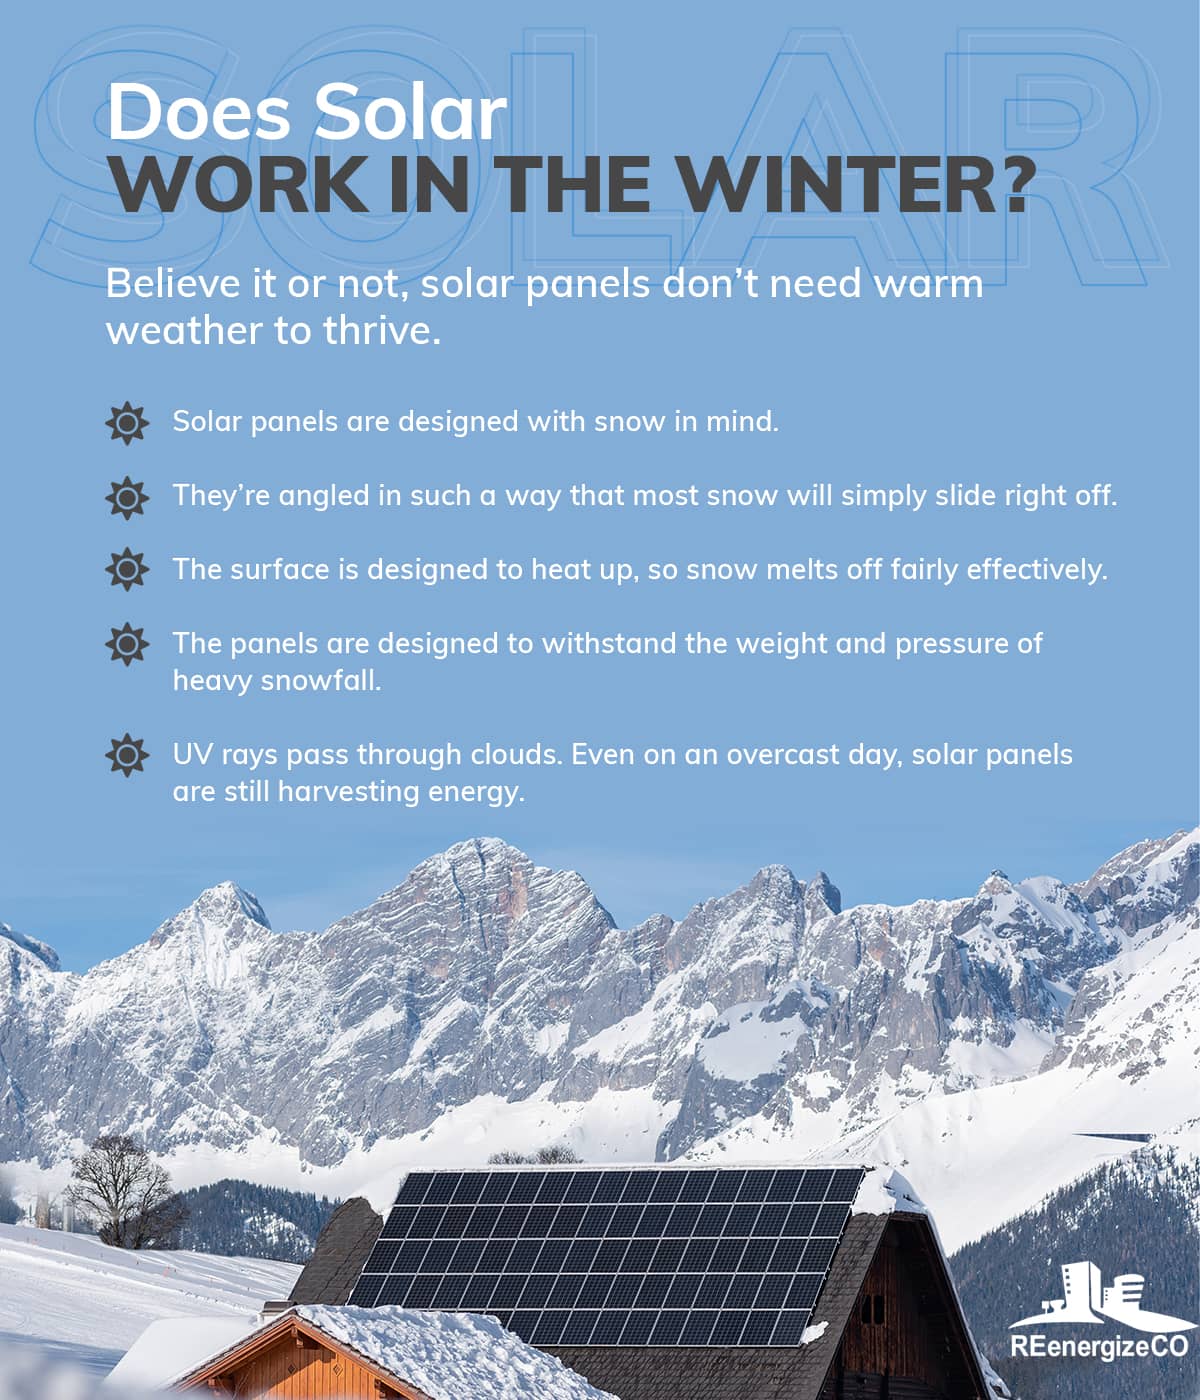 SOLAR
Does Solar
WORK IN THE WINTER?
Believe it or not, solar panels don’t need warm
weather to thrive.
Solar panels are designed with snow in mind.
They’re angled in such a way that most snow will simply slide right off.
The surface is designed to heat up, so snow melts off fairly effectively.
The panels are designed to withstand the weight and pressure of
heavy snowfall.
UV rays pass through clouds. Even on an overcast day, solar panels
are still harvesting energy.
REenergizeCO